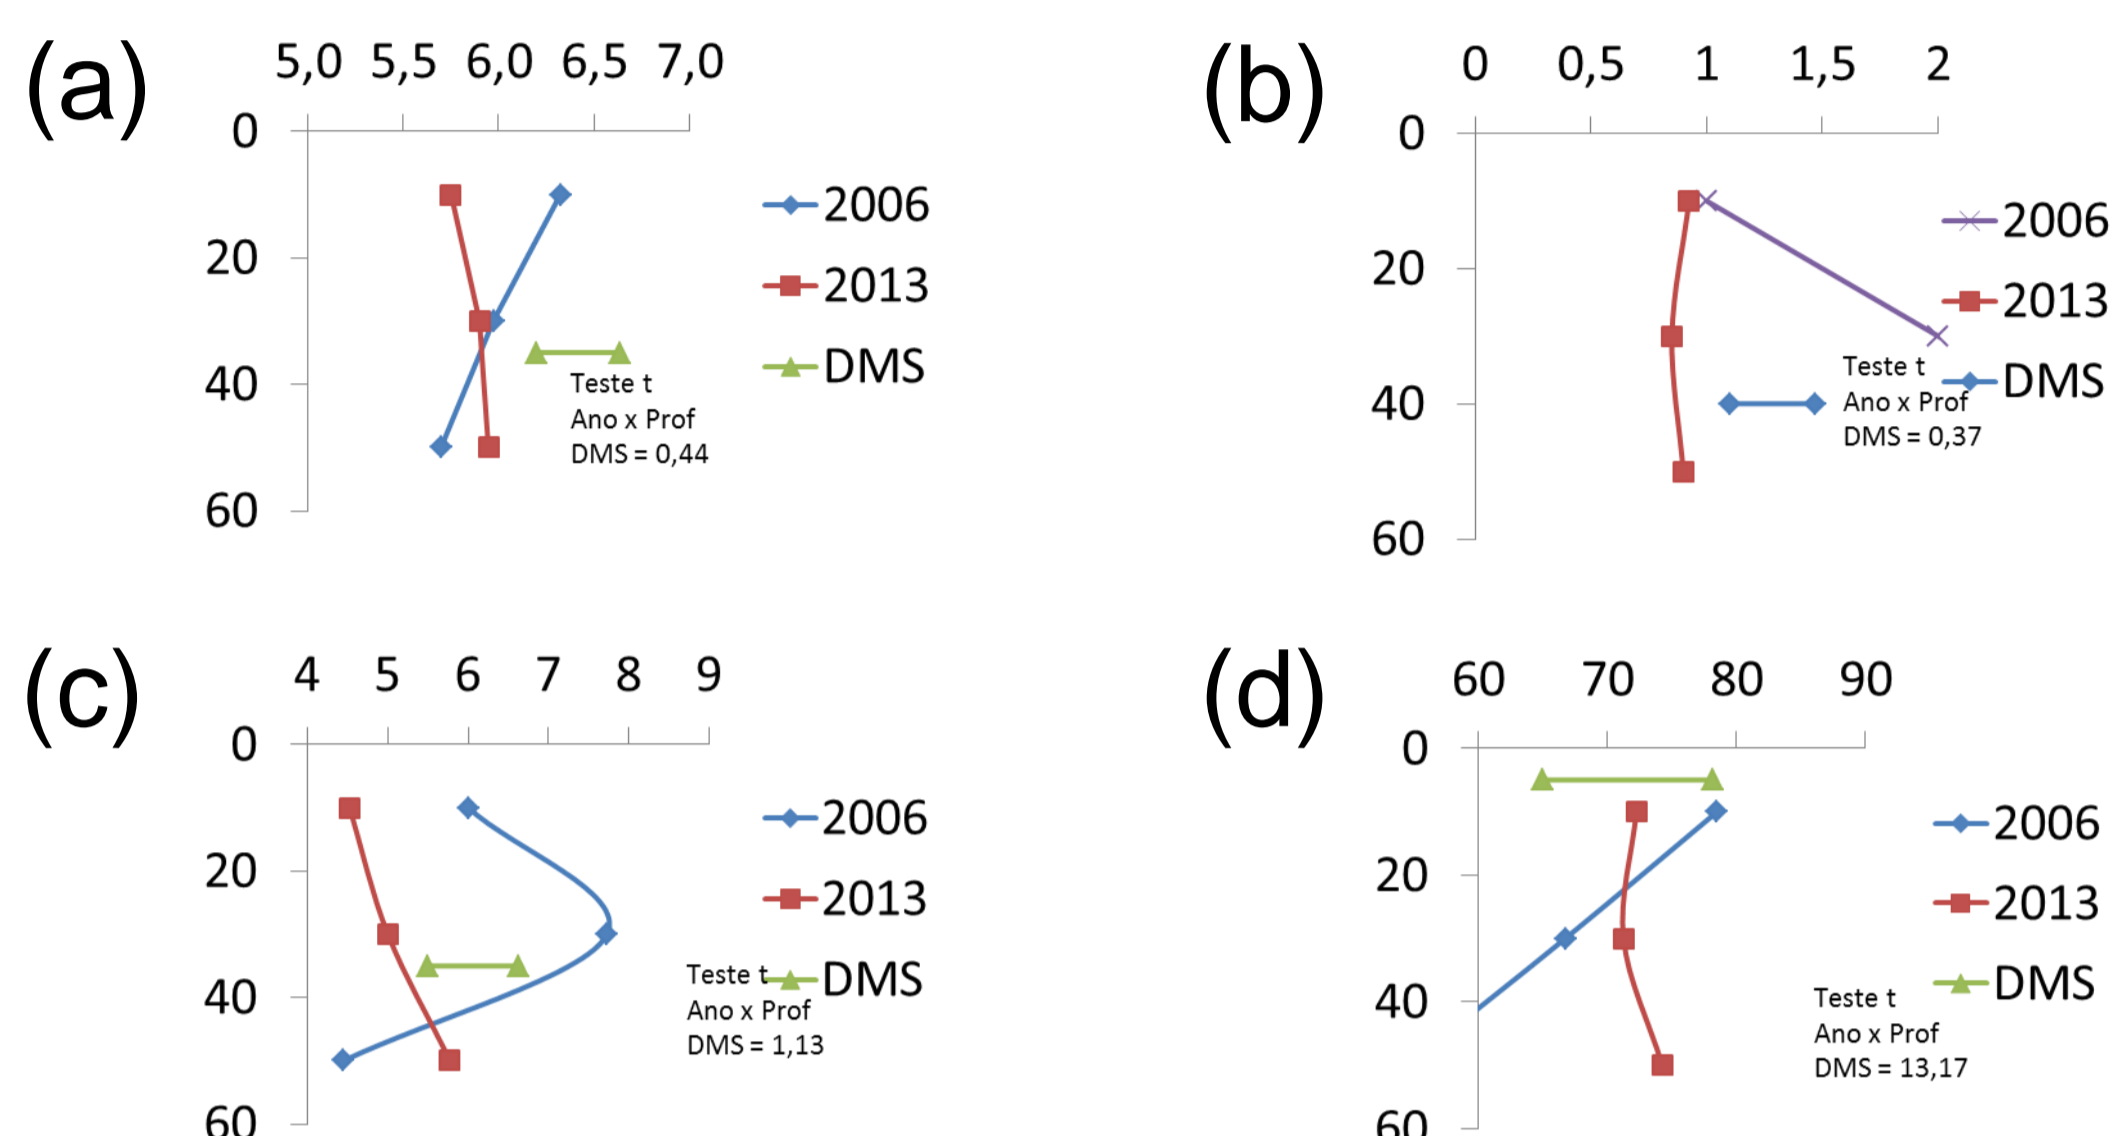 (a)
5,0 5,5 6,0 6,5 7,0
0
20
40
60
2006
2013
DMS
Teste t
Ano x Prof
DMS = 0,44
(b)
0 0,5 1 1,5 2
0
20
40
60
2006
2013
DMS
Teste t
Ano x Prof
DMS = 0,37
(c)
4 5 6 7 8 9
0
20
40
60
2006
2013
DMS
Teste t
Ano x Prof
DMS = 1,13
(d)
60 70 80 90
0
20
40
60
2006
2013
DMS
Teste t
Ano x Prof
DMS = 13,17